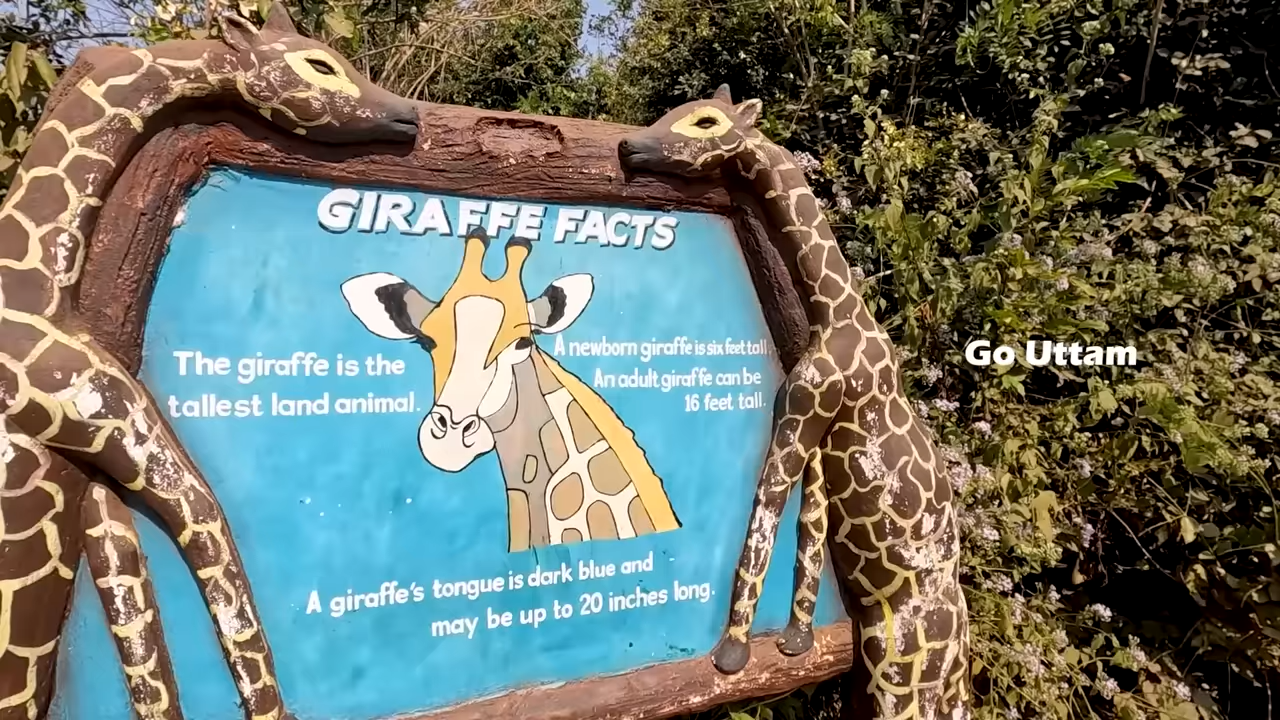 GIRAFFE FACTS
The giraffe is the
tallest land animal.
A newborn giraffe is six feet tall.
An adult giraffe can be
16 feet tall.
A giraffe's tongue is dark blue and
may be up to 20 inches long.
Go Uttam